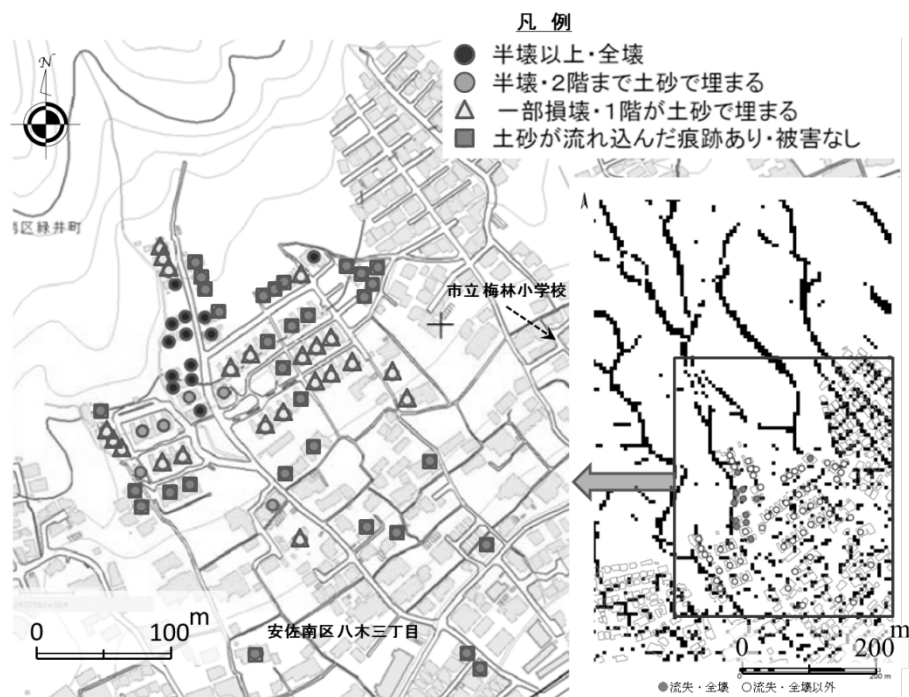 凡 例
半壊以上・全壊
半壊・2階まで土砂で埋まる
一部損壊・1階が土砂で埋まる
土砂が流れ込んだ痕跡あり・被害なし
N
区緑井町
市立梅林小学校
安佐南区八木三丁目
0 100m
0 200m
200 m
流失・全壊 流失・全壊以外